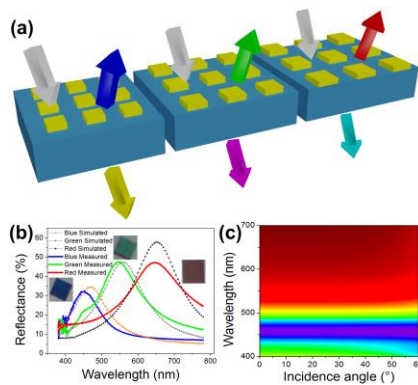 (a)
(b)
(c)
Blue Simulated
Green Simulated
Red Simulated
Blue Measured
Green Measured
Red Measured
Reflectance (%)
60
50
40
30
20
10
0
400 500 600 700 800
Wavelength (nm)
Wavelength (nm)
700
600
500
400
0 10 20 30 40 50
Incidence angle (°)